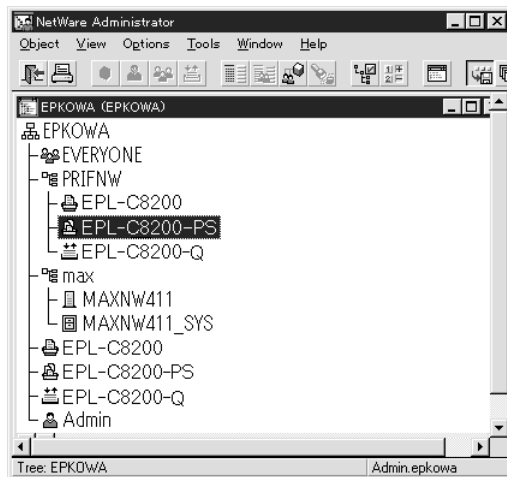 NetWare Administrator
Object View Options Tools Window Help
EPKOWA (EPKOWA)
EPKOWA
EVERYONE
PRIFNW
EPL-C8200
EPL-C8200-PS
EPL-C8200-Q
max
MAXNW411
MAXNW411_SYS
EPL-C8200
EPL-C8200-PS
EPL-C8200-Q
Admin
Tree: EPKOWA Admin.epkowa